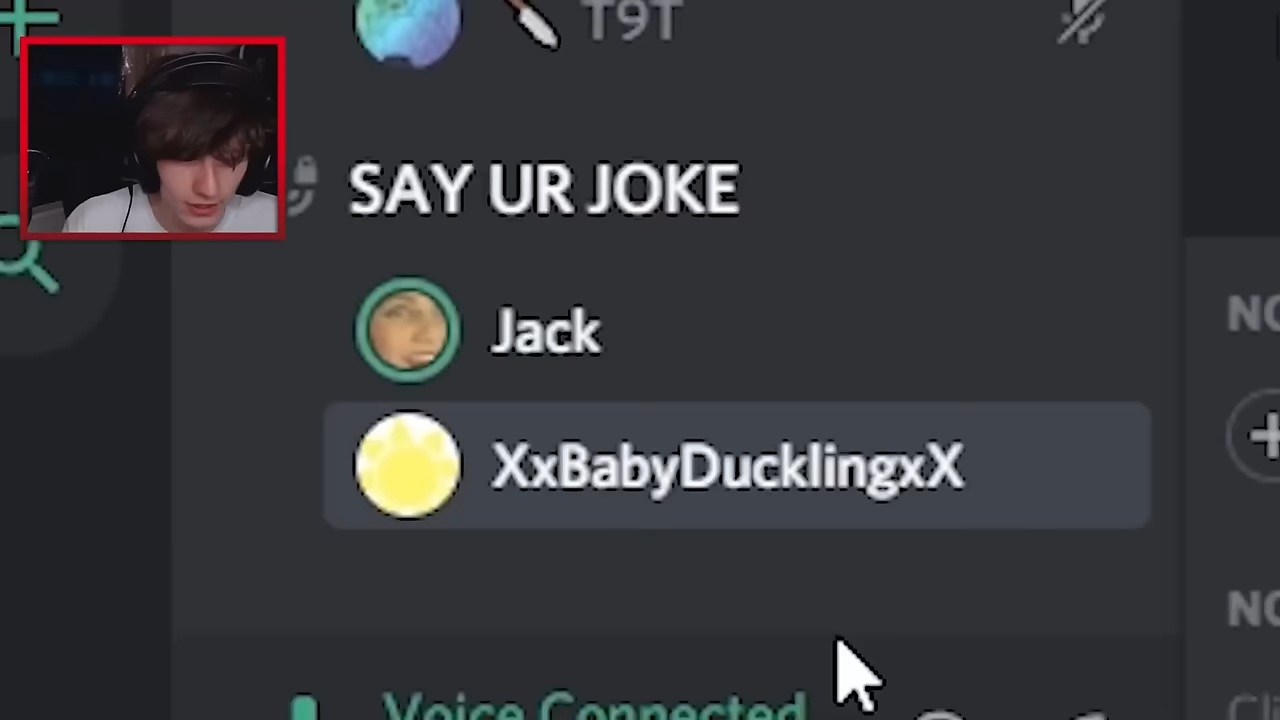 T9T
SAY UR JOKE
Jack
XxBabyDucklingxX
Voice Connected